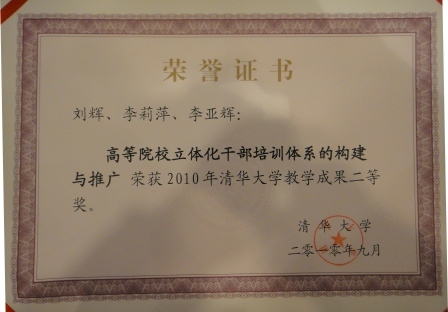 荣誉证书
刘辉、李莉萍、李亚辉：
高等院校立体化干部培训体系的构建
与推广 荣获2010年清华大学教学成果二等
奖。
清华大学
二零一零年九月